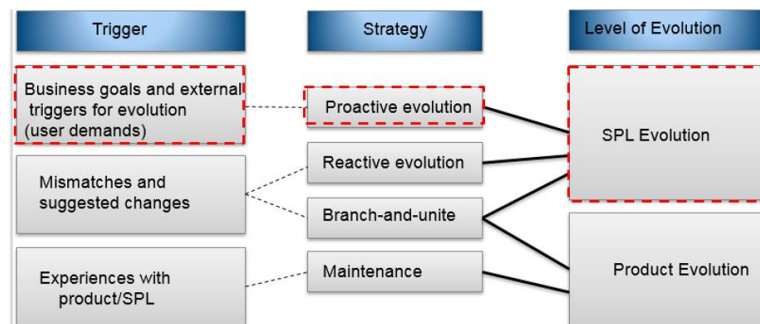 Trigger
Strategy
Level of Evolution
Business goals and external
triggers for evolution
(user demands)
Proactive evolution
SPL Evolution
Reactive evolution
Mismatches and
suggested changes
Branch-and-unite
Product Evolution
Maintenance
Experiences with
product/SPL